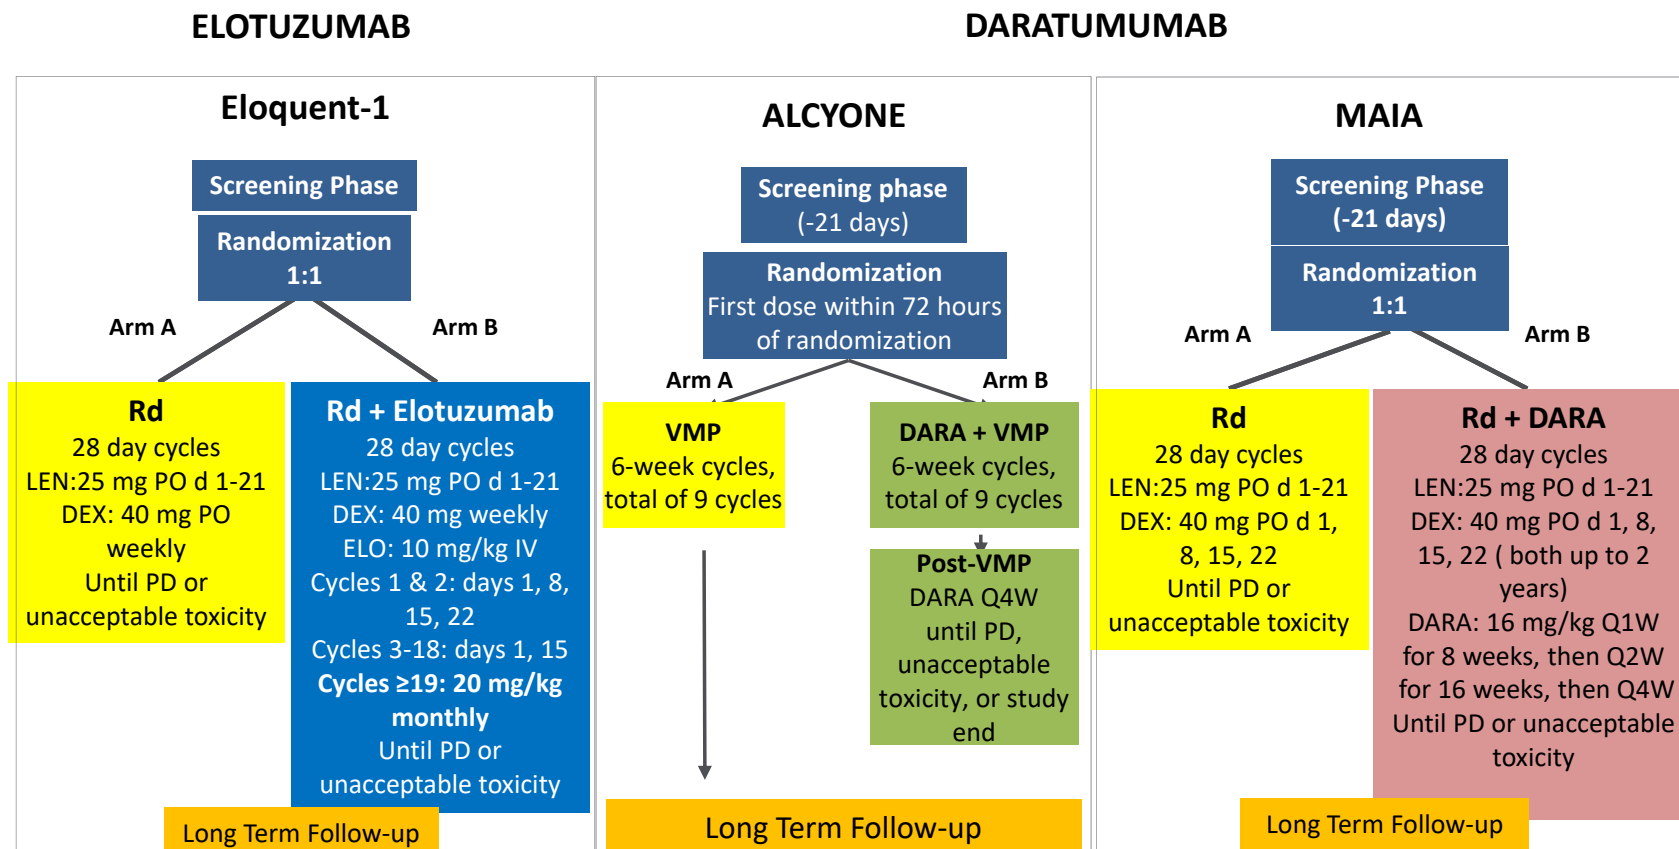 ELOTUZUMAB
DARATUMUMAB
Eloquent-1
Screening Phase
Randomization
1:1
Arm A
Arm B
Rd
28 day cycles
LEN:25 mg PO d 1-21
DEX: 40 mg PO
weekly
Until PD or
unacceptable toxicity
Rd + Elotuzumab
28 day cycles
LEN:25 mg PO d 1-21
DEX: 40 mg weekly
ELO: 10 mg/kg IV
Cycles 1 & 2: days 1, 8,
15, 22
Cycles 3-18: days 1, 15
Cycles ≥19: 20 mg/kg
monthly
Until PD or
unacceptable toxicity
Long Term Follow-up
ALCYONE
Screening phase
(-21 days)
Randomization
First dose within 72 hours
of randomization
Arm A
Arm B
VMP
6-week cycles,
total of 9 cycles
DARA + VMP
6-week cycles,
total of 9 cycles
Post-VMP
DARA Q4W
until PD,
unacceptable
toxicity, or study
end
Long Term Follow-up
MAIA
Screening Phase
(-21 days)
Randomization
1:1
Arm A
Arm B
Rd
28 day cycles
LEN:25 mg PO d 1-21
DEX: 40 mg PO d 1,
8, 15, 22
Until PD or
unacceptable toxicity
Rd + DARA
28 day cycles
LEN:25 mg PO d 1-21
DEX: 40 mg PO d 1, 8,
15, 22 ( both up to 2
years)
DARA: 16 mg/kg Q1W
for 8 weeks, then Q2W
for 16 weeks, then Q4W
Until PD or unacceptable
toxicity
Long Term Follow-up